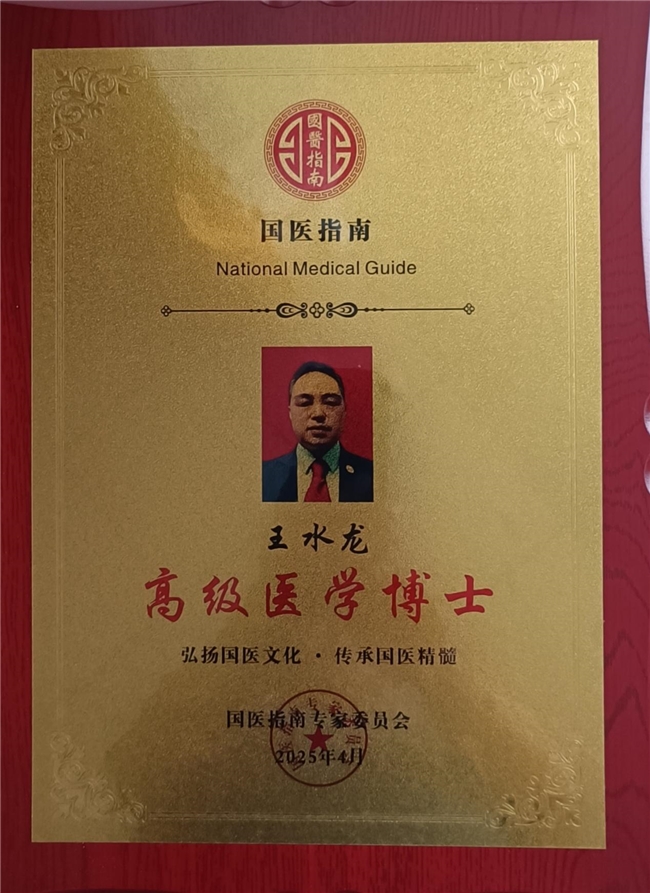 國醫指南
国医指南
National Medical Guide
王水龙
高级医学博士
弘扬国医文化·传承国医精髓
国医指南专家委员会
2025年4月